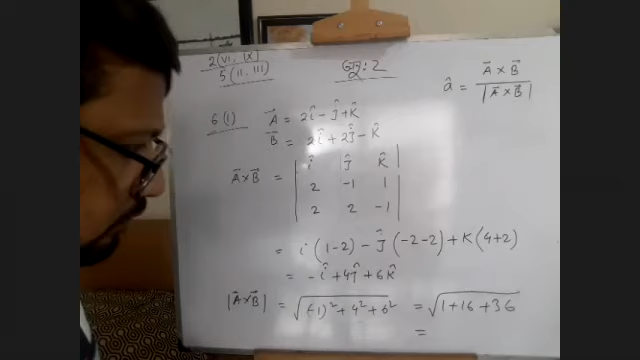 2(VI, IX)
5(II, III)
â = A⃗ × B⃗ / |A⃗ × B⃗|
6(1) A⃗ = 2î - ĵ + k̂
B⃗ = 2î + 2ĵ - k̂
A⃗×B⃗ = | î ĵ k̂ |
| 2 -1 1 |
| 2 2 -1 |
= i(1-2) - ĵ(-2-2) + k(4+2)
= -î + 4ĵ + 6k̂
|A⃗×B⃗| = √(-1)² + 4² + 6² = √1+16+36
=